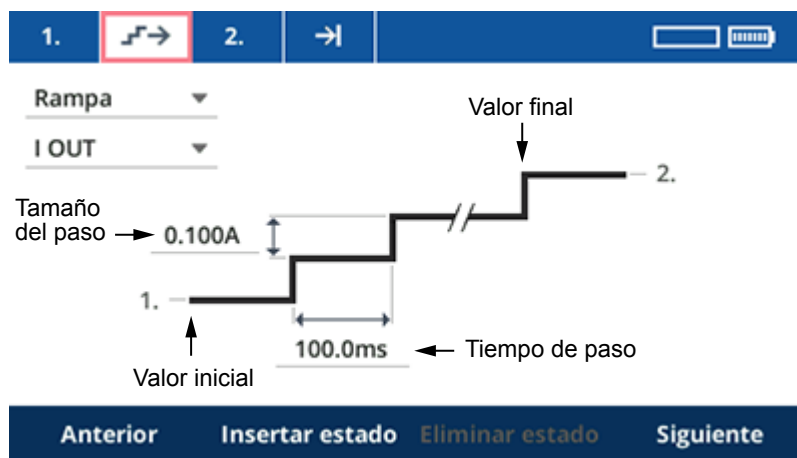 1.
2.
Rampa
I OUT
Valor final
2.
Tamaño
del paso
0.100A
1.
100.0ms
Tiempo de paso
Valor inicial
Anterior
Insertar estado
Eliminar estado
Siguiente